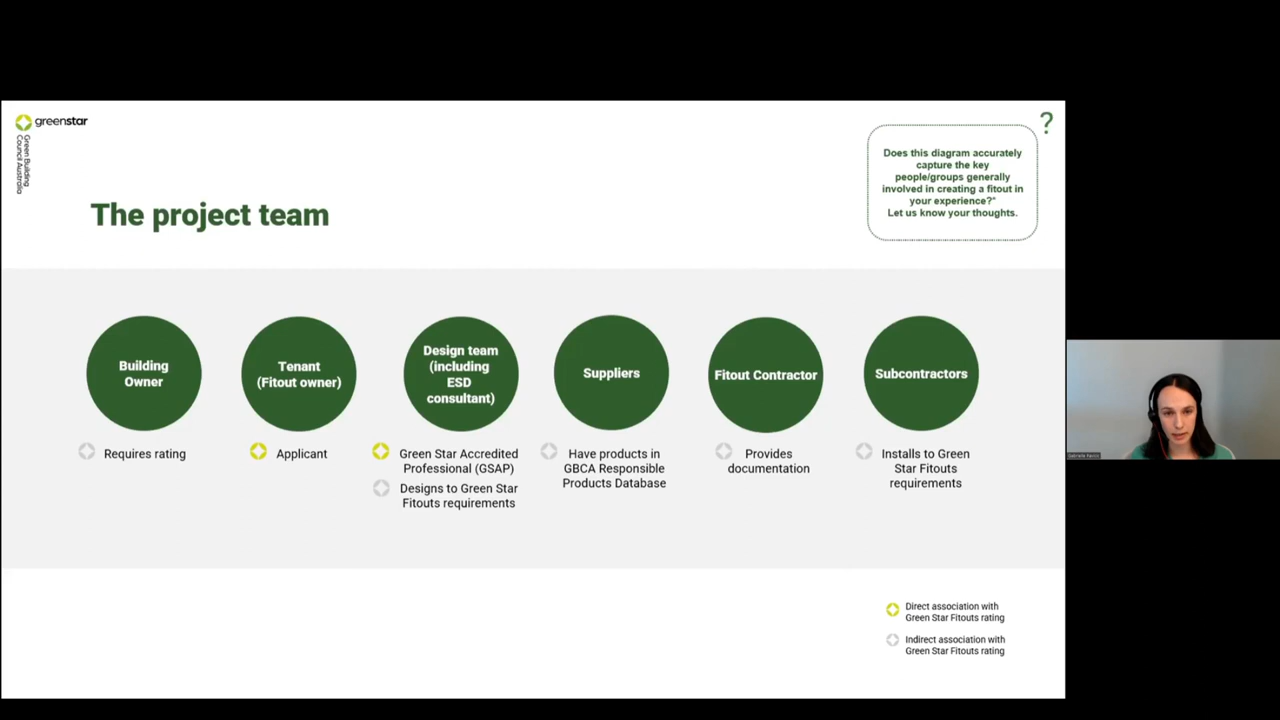 greenstar
Green Building
Council Australia
?
Does this diagram accurately
capture the key
people/groups generally
involved in creating a fitout in
your experience?*
Let us know your thoughts.
The project team
Building
Owner
Requires rating
Tenant
(Fitout owner)
Applicant
Design team
(including
ESD
consultant)
Green Star Accredited
Professional (GSAP)
Designs to Green Star
Fitouts requirements
Suppliers
Have products in
GBCA Responsible
Products Database
Fitout Contractor
Provides
documentation
Subcontractors
Installs to Green
Star Fitouts
requirements
Direct association with
Green Star Fitouts rating
Indirect association with
Green Star Fitouts rating